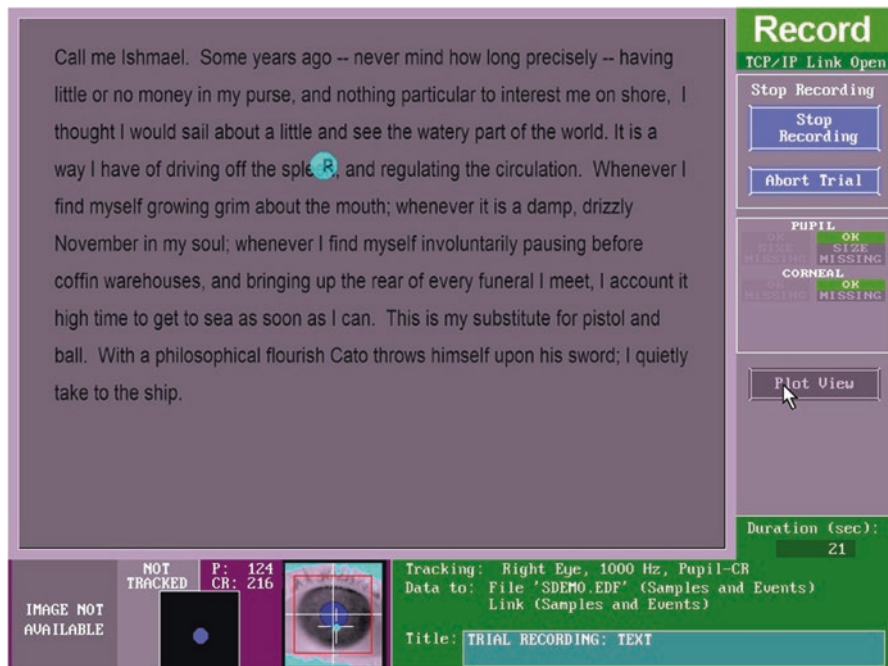 Call me Ishmael.  Some years ago -- never mind how long precisely -- having
little or no money in my purse, and nothing particular to interest me on shore,  I
thought I would sail about a little and see the watery part of the world. It is a
way I have of driving off the sple R, and regulating the circulation.  Whenever I
find myself growing grim about the mouth; whenever it is a damp, drizzly
November in my soul; whenever I find myself involuntarily pausing before
coffin warehouses, and bringing up the rear of every funeral I meet, I account it
high time to get to sea as soon as I can.  This is my substitute for pistol and
ball.  With a philosophical flourish Cato throws himself upon his sword; I quietly
take to the ship.
Record
TCP/IP Link Open
Stop Recording
Stop
Recording
Abort Trial
PUPIL
OK OK
SIZE SIZE
MISSING MISSING
CORNEAL
OK OK
MISSING MISSING
Plot View
Duration (sec):
21
IMAGE NOT
AVAILABLE
NOT
TRACKED
P: 124
CR: 216
Tracking: Right Eye, 1000 Hz, Pupil-CR
Data to: File 'SDEMO.EDF' (Samples and Events)
Link (Samples and Events)
Title: TRIAL RECORDING: TEXT